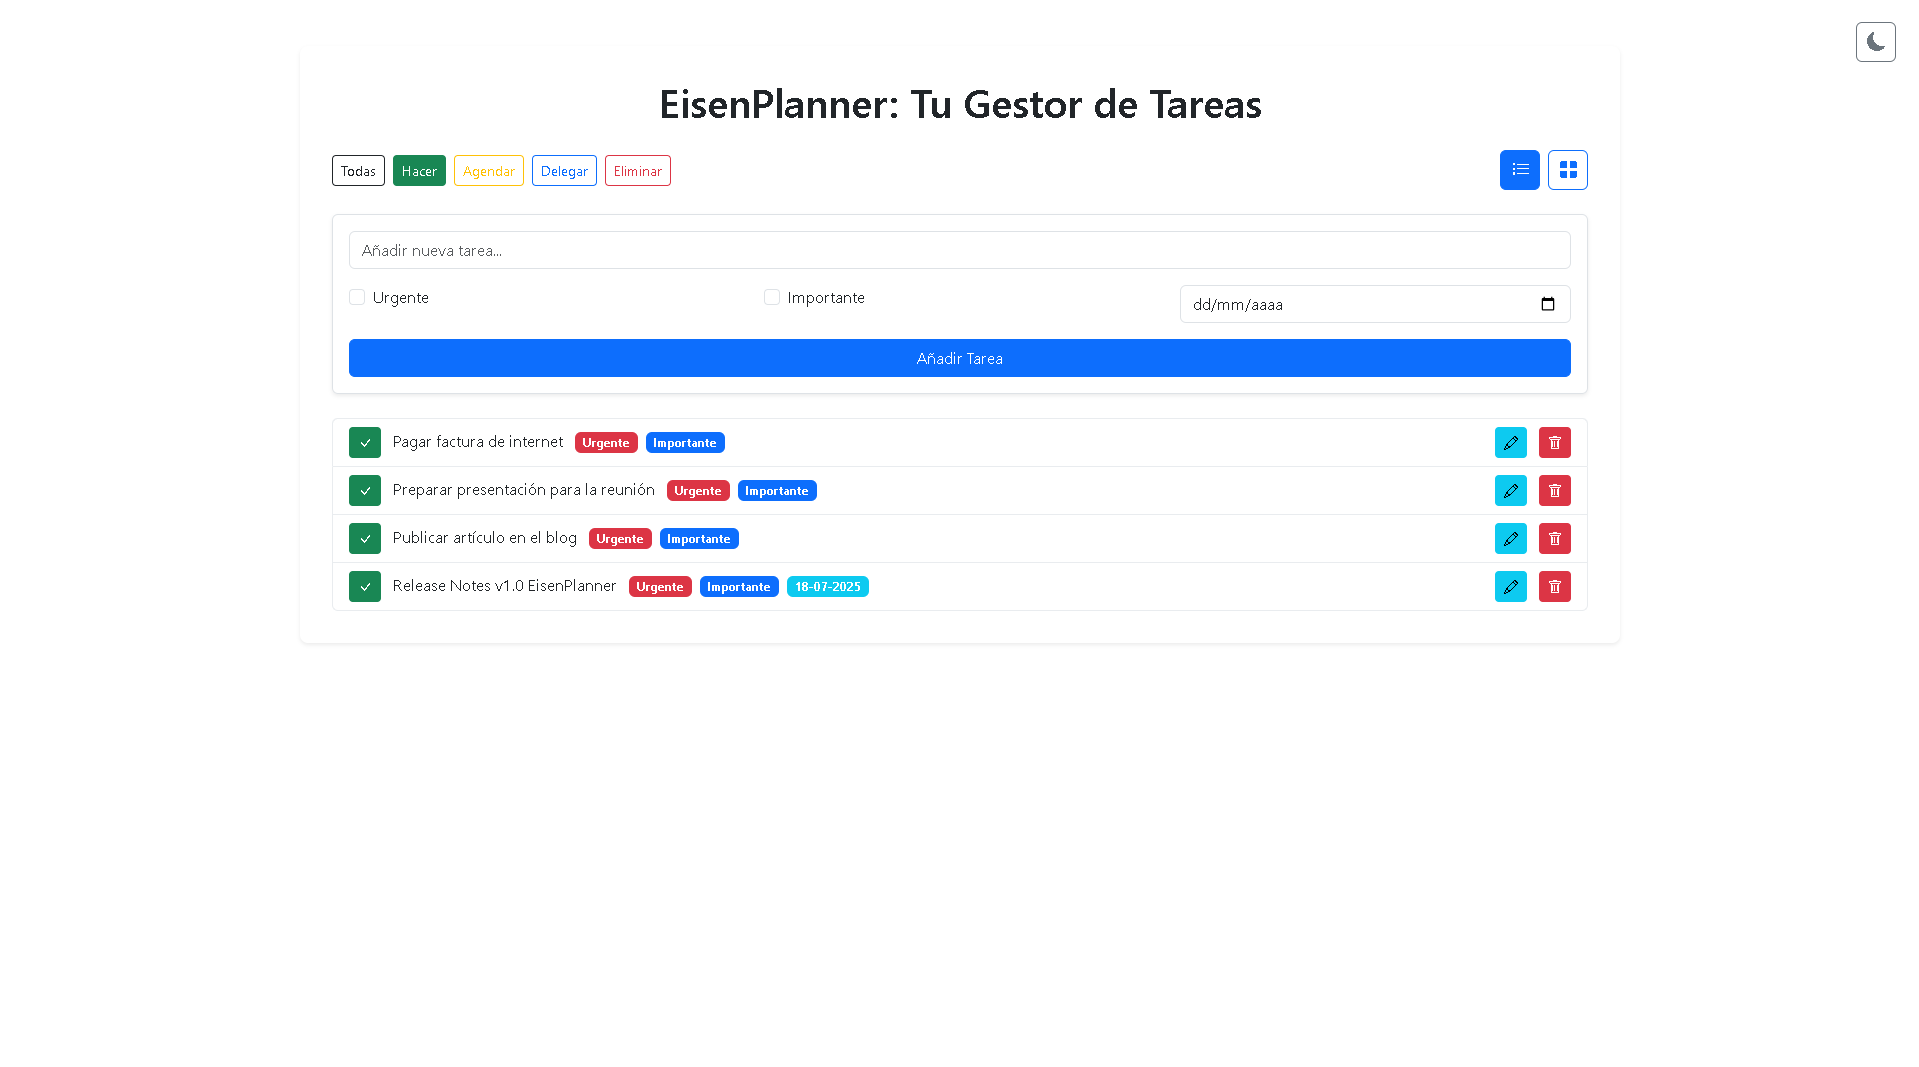 EisenPlanner: Tu Gestor de Tareas
Todas Hacer Agendar Delegar Eliminar
Añadir nueva tarea...
Urgente Importante dd/mm/aaaa
Añadir Tarea
Pagar factura de internet Urgente Importante
Preparar presentación para la reunión Urgente Importante
Publicar artículo en el blog Urgente Importante
Release Notes v1.0 EisenPlanner Urgente Importante 18-07-2025